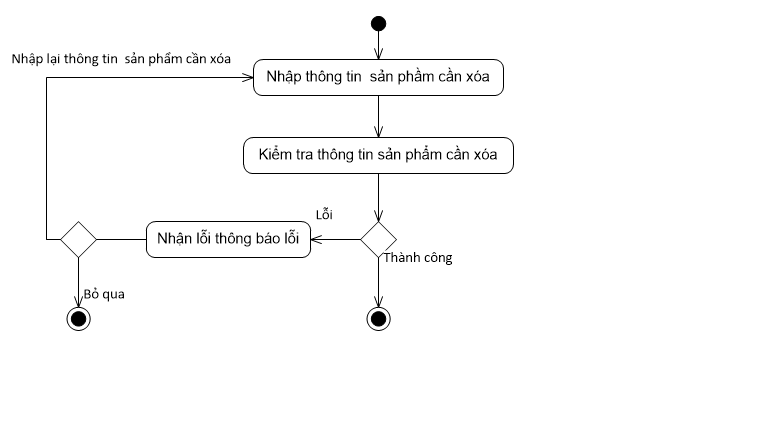 Nhập lại thông tin sản phẩm cần xóa
Nhập thông tin sản phẩm cần xóa
Kiểm tra thông tin sản phẩm cần xóa
Lỗi
Nhận lỗi thông báo lỗi
Thành công
Bỏ qua